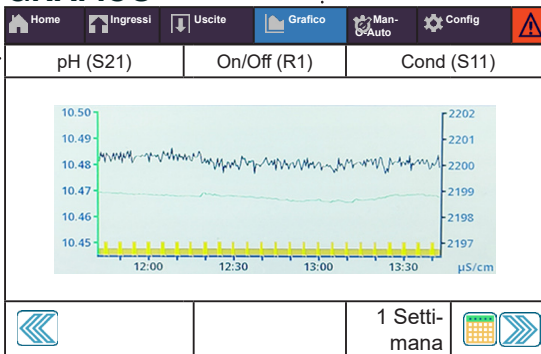 Home Ingressi Uscite Grafico Man-Auto Config
pH (S21) On/Off (R1) Cond (S11)
10.50 2202
10.49 2201
10.48 2200
10.47 2199
10.46 2198
10.45 2197
12:00 12:30 13:00 13:30 µS/cm
1 Setti-
mana